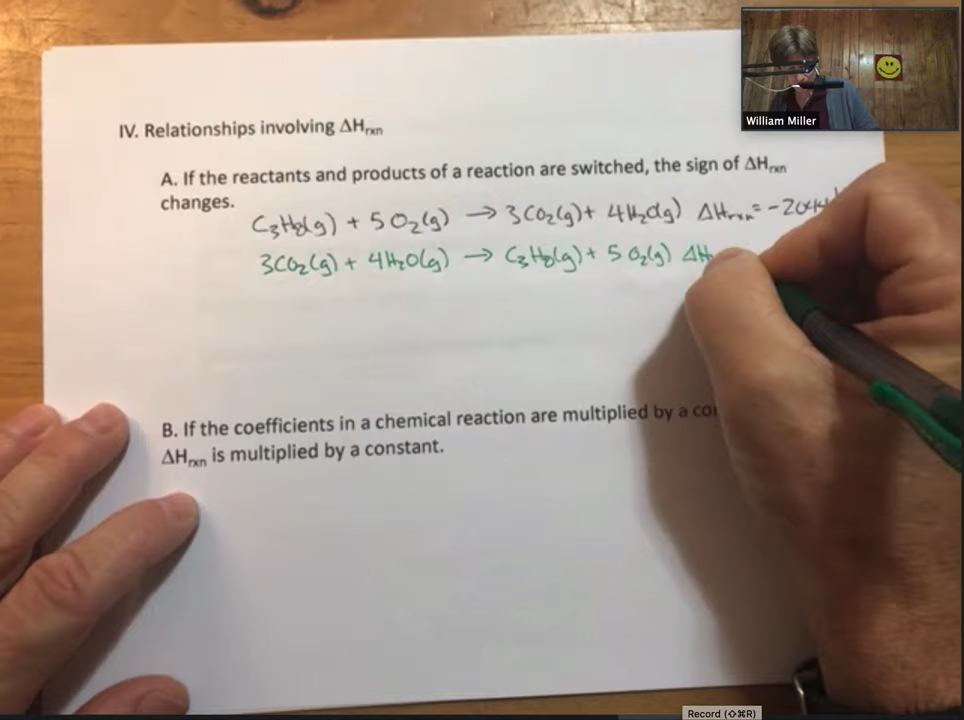 William Miller
IV. Relationships involving ΔHrxn
A. If the reactants and products of a reaction are switched, the sign of ΔHrxn
changes.
C3H8(g) + 5O2(g) → 3CO2(g) + 4H2O(g) ΔHrxn = -2044
3CO2(g) + 4H2O(g) → C3H8(g) + 5O2(g) ΔH
B. If the coefficients in a chemical reaction are multiplied by a
ΔHrxn is multiplied by a constant.
Record (⇧⌘R)